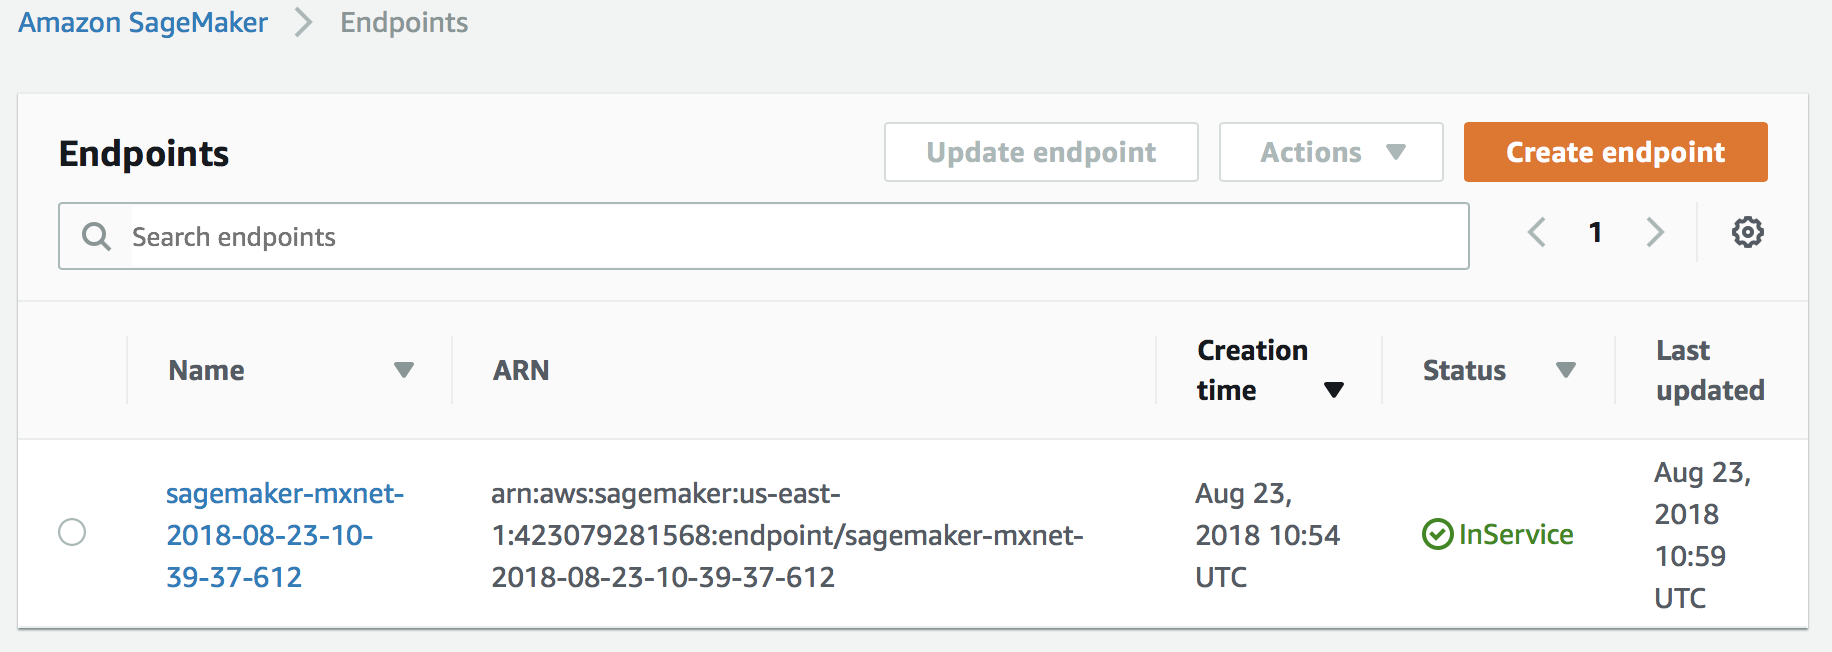 Amazon SageMaker > Endpoints
Endpoints
Update endpoint
Actions
Create endpoint
Search endpoints
1
Name
ARN
Creation
time
Status
Last
updated
sagemaker-mxnet-
2018-08-23-10-
39-37-612
arn:aws:sagemaker:us-east-
1:423079281568:endpoint/sagemaker-mxnet-
2018-08-23-10-39-37-612
Aug 23,
2018 10:54
UTC
InService
Aug 23,
2018
10:59
UTC